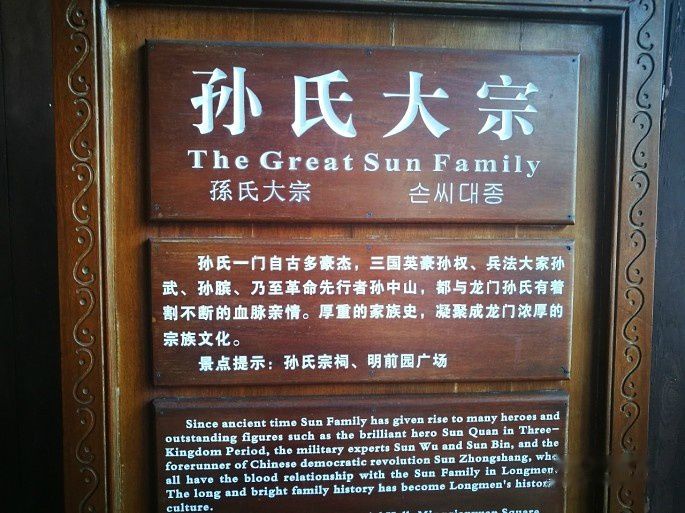 孙氏大宗
The Great Sun Family
孫氏大宗 손씨대종
孙氏一门自古多豪杰，三国英豪孙权、兵法大家孙
武、孙膑、乃至革命先行者孙中山，都与龙门孙氏有着
割不断的血脉亲情。厚重的家族史，凝聚成龙门浓厚的
宗族文化。
景点提示：孙氏宗祠、明前园广场
Since ancient time Sun Family has given rise to many heroes and
outstanding figures such as the brilliant hero Sun Quan in Three-
Kingdom Period, the military experts Sun Wu and Sun Bin, and the
forerunner of Chinese democratic revolution Sun Zhongshang, who
all have the blood relationship with the Sun Family in Longmen.
The long and bright family history has become Longmen's histori
culture.
Square